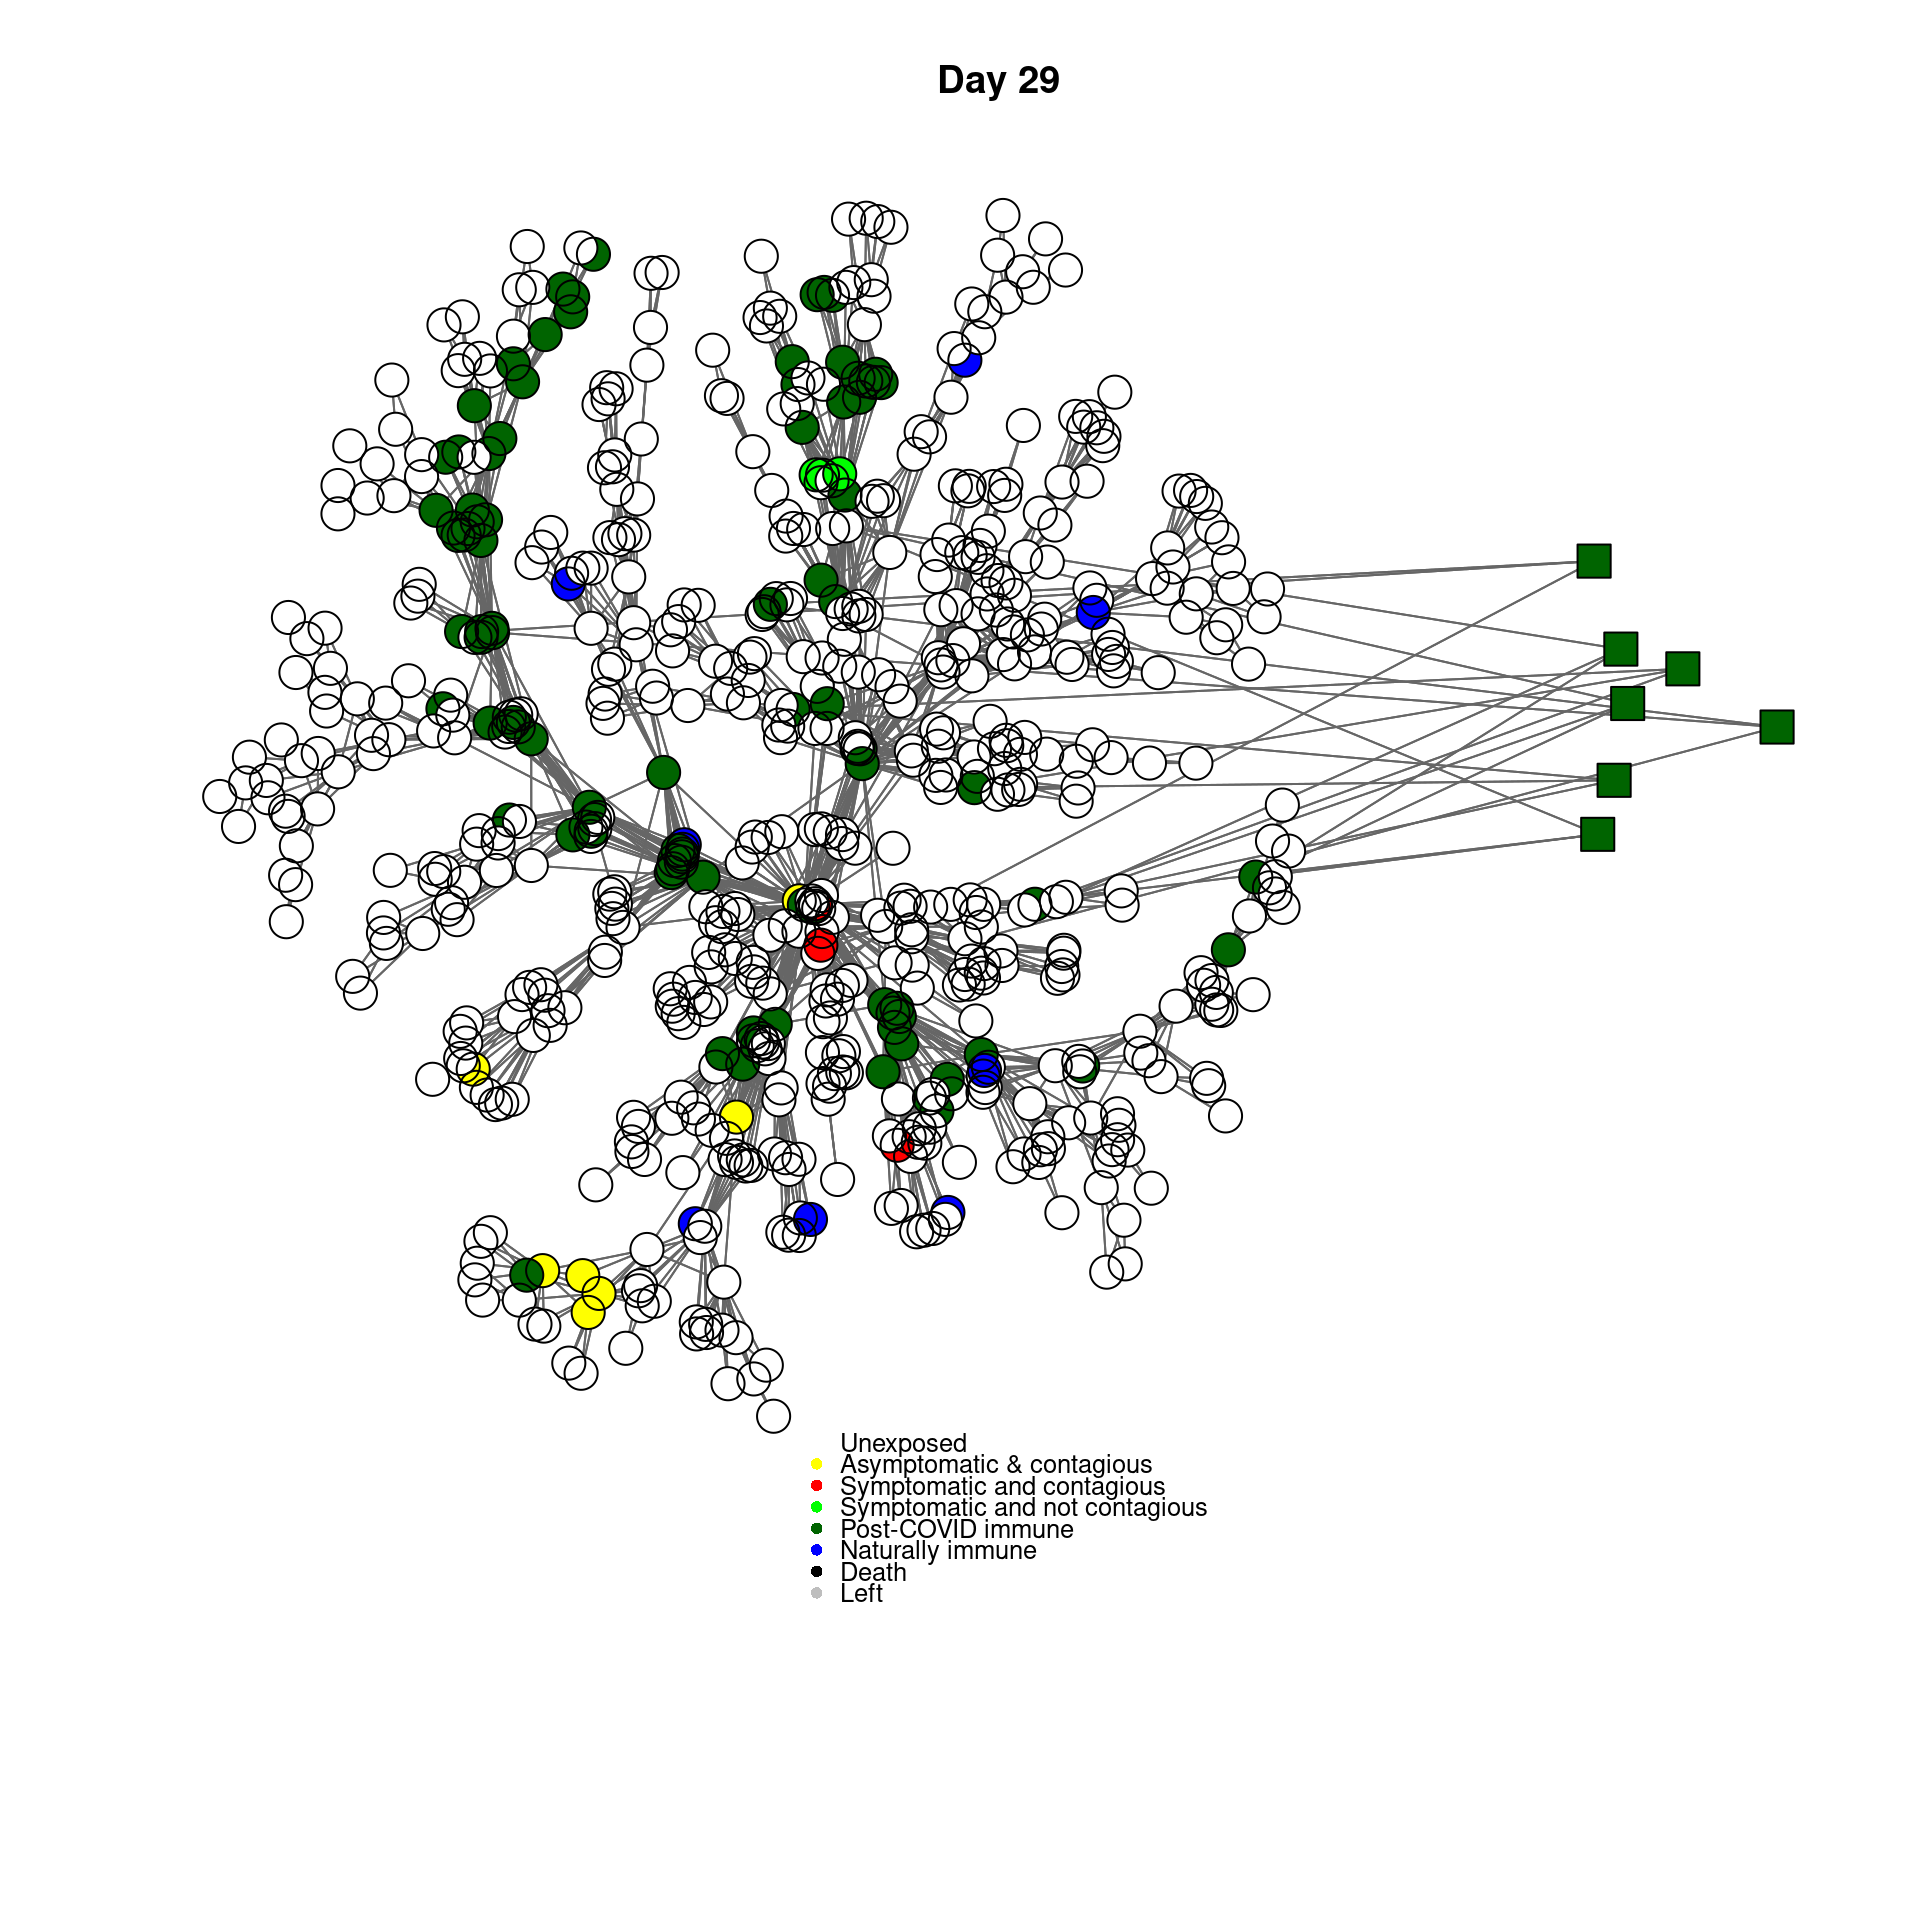 Day 29
Unexposed
Asymptomatic & contagious
Symptomatic and contagious
Symptomatic and not contagious
Post-COVID immune
Naturally immune
Death
Left